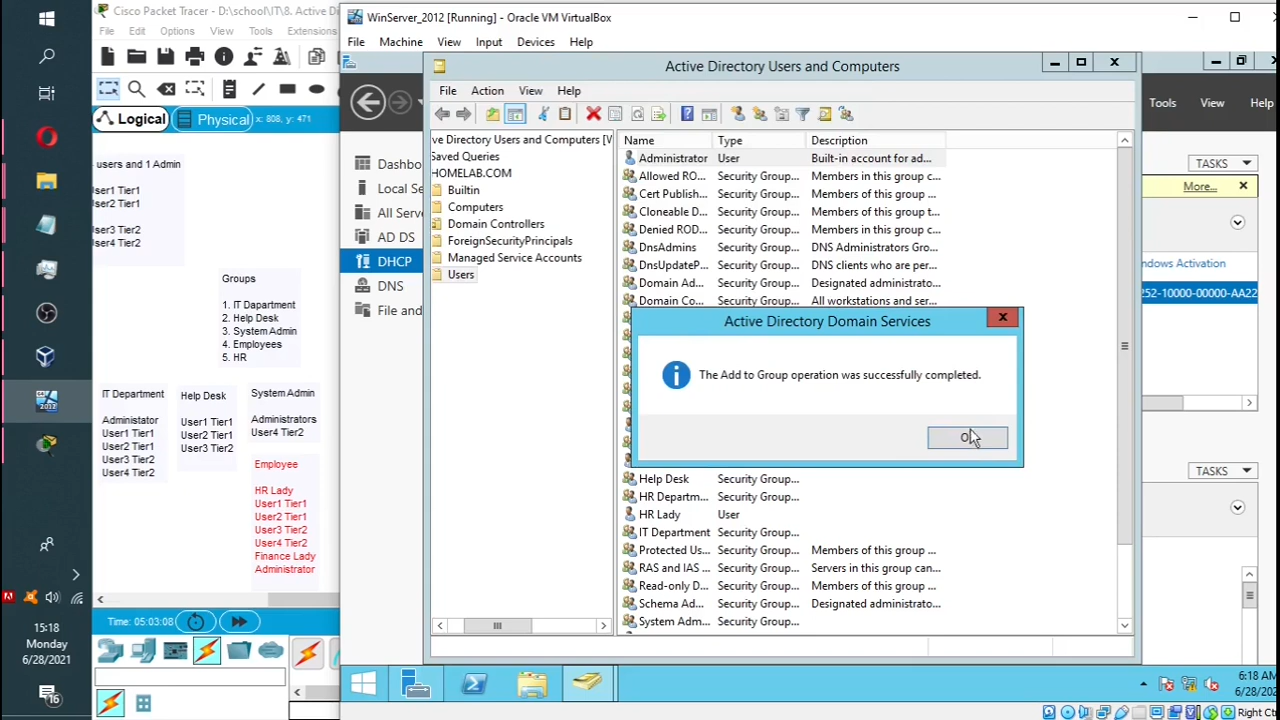 Cisco Packet Tracer - D:\school\IT\8. Active Di
File Edit Options View Tools Extensions
Logical
Physical
x: 808, y: 471
users and 1 Admin
User1 Tier1
User2 Tier1
User3 Tier2
User4 Tier2
Groups
1. IT Dapartment
2. Help Desk
3. System Admin
4. Employees
5. HR
IT Department
Administator
User1 Tier1
User2 Tier1
User3 Tier2
User4 Tier2
Help Desk
User1 Tier1
User2 Tier1
User3 Tier2
System Admin
Administrators
User4 Tier2
Employee
HR Lady
User1 Tier1
User2 Tier1
User3 Tier2
User4 Tier2
Finance Lady
Administrator
Time: 05:03:08
15:18
Monday
6/28/2021
16
WinServer_2012 [Running] - Oracle VM VirtualBox
File Machine View Input Devices Help
Active Directory Users and Computers
File Action View Help
Tools View Help
Dashbo
Local Se
All Serve
AD DS
DHCP
DNS
File and
ve Directory Users and Computers [W
Saved Queries
HOMELAB.COM
Builtin
Computers
Domain Controllers
ForeignSecurityPrincipals
Managed Service Accounts
Users
Name Type Description
Administrator User Built-in account for ad...
Allowed RO... Security Group... Members in this group c...
Cert Publish... Security Group... Members of this group ...
Cloneable D... Security Group... Members of this group t...
Denied ROD... Security Group... Members in this group c...
DnsAdmins Security Group... DNS Administrators Gro...
DnsUpdateP... Security Group... DNS clients who are per...
Domain Ad... Security Group... Designated administrato...
Domain Co... Security Group... All workstations and ser...
Active Directory Domain Services
The Add to Group operation was successfully completed.
Help Desk Security Group...
HR Departm... Security Group...
HR Lady User
IT Department Security Group...
Protected Us... Security Group... Members of this group ...
RAS and IAS ... Security Group... Servers in this group can...
Read-only D... Security Group... Members of this group ...
Schema Ad... Security Group... Designated administrato...
System Adm... Security Group...
TASKS
More...
ndows Activation
252-10000-00000-AA22
TASKS
6:18 AM
6/28/202
Right Ct